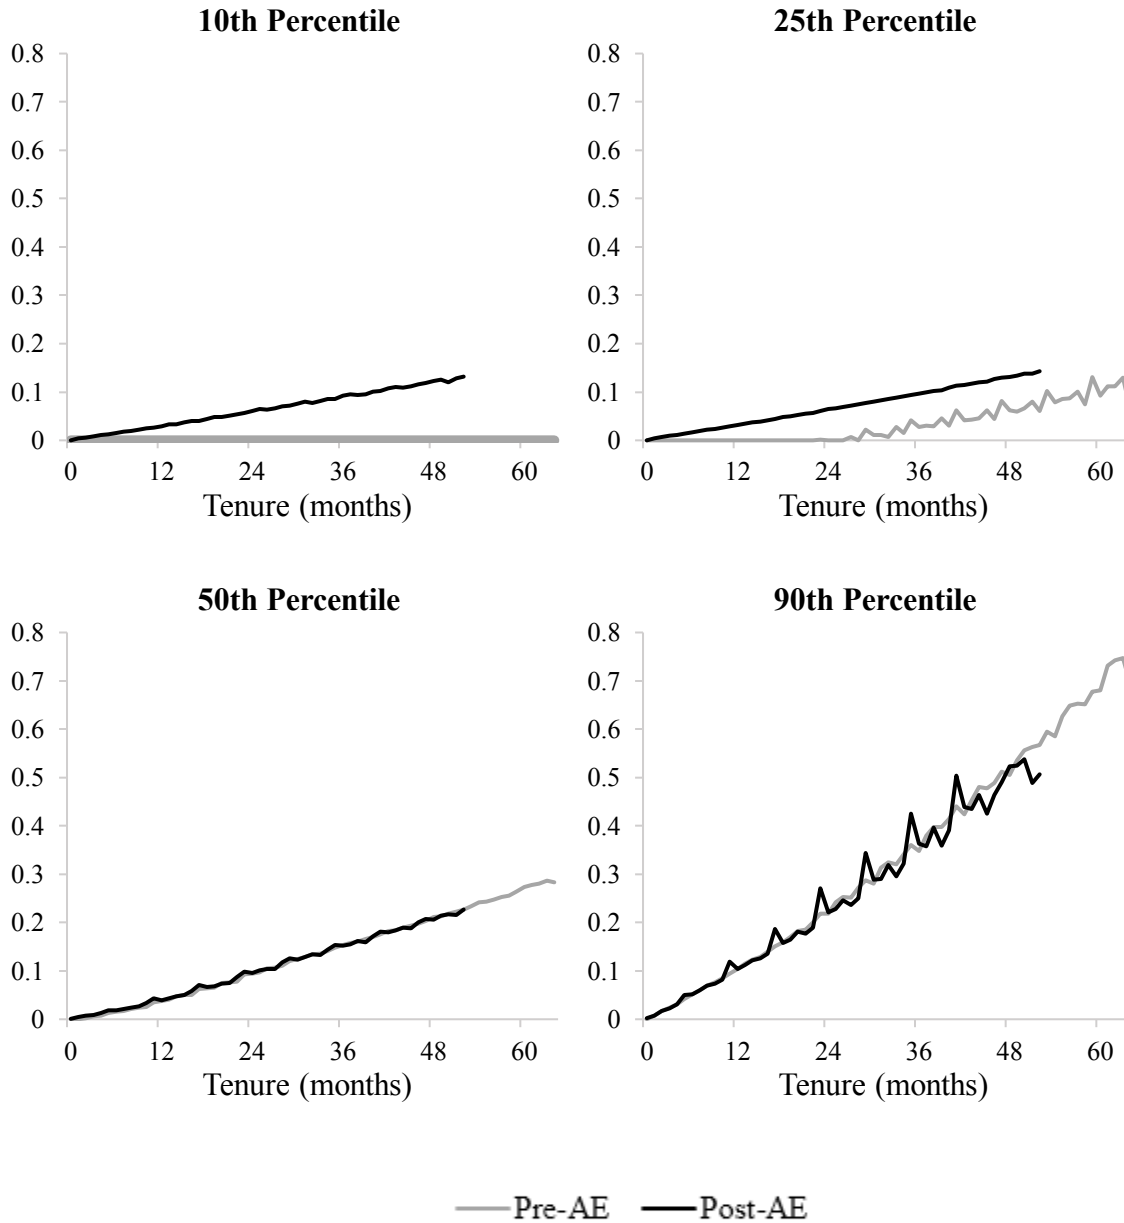 10th Percentile
0.8
0.7
0.6
0.5
0.4
0.3
0.2
0.1
0
0 12 24 36 48 60
Tenure (months)
25th Percentile
0.8
0.7
0.6
0.5
0.4
0.3
0.2
0.1
0
0 12 24 36 48 60
Tenure (months)
50th Percentile
0.8
0.7
0.6
0.5
0.4
0.3
0.2
0.1
0
0 12 24 36 48 60
Tenure (months)
90th Percentile
0.8
0.7
0.6
0.5
0.4
0.3
0.2
0.1
0
0 12 24 36 48 60
Tenure (months)
Pre-AE Post-AE